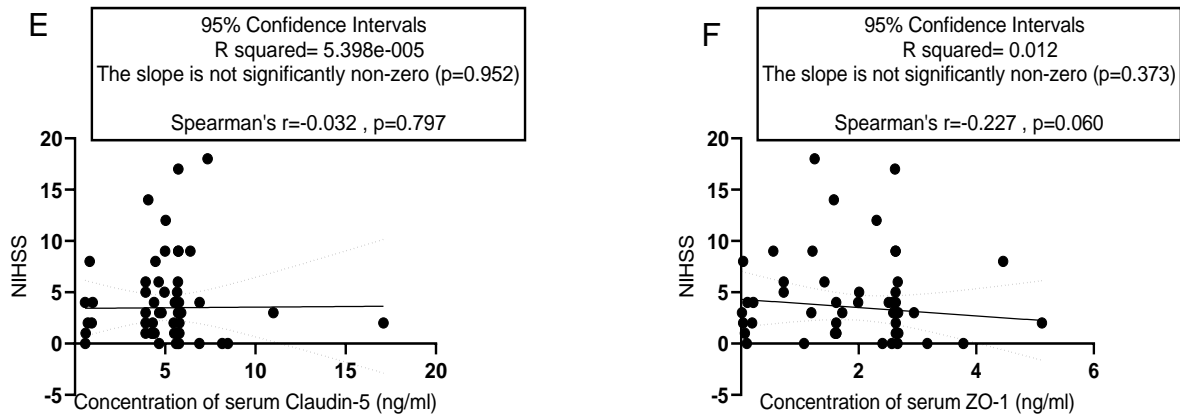 E
95% Confidence Intervals
R squared= 5.398e-005
The slope is not significantly non-zero (p=0.952)
Spearman's r=-0.032 , p=0.797
20
15
10
5
0
-5
NIHSS
5
10
15
20
Concentration of serum Claudin-5 (ng/ml)
F
95% Confidence Intervals
R squared= 0.012
The slope is not significantly non-zero (p=0.373)
Spearman's r=-0.227 , p=0.060
20
15
10
5
0
-5
NIHSS
2
4
6
Concentration of serum ZO-1 (ng/ml)